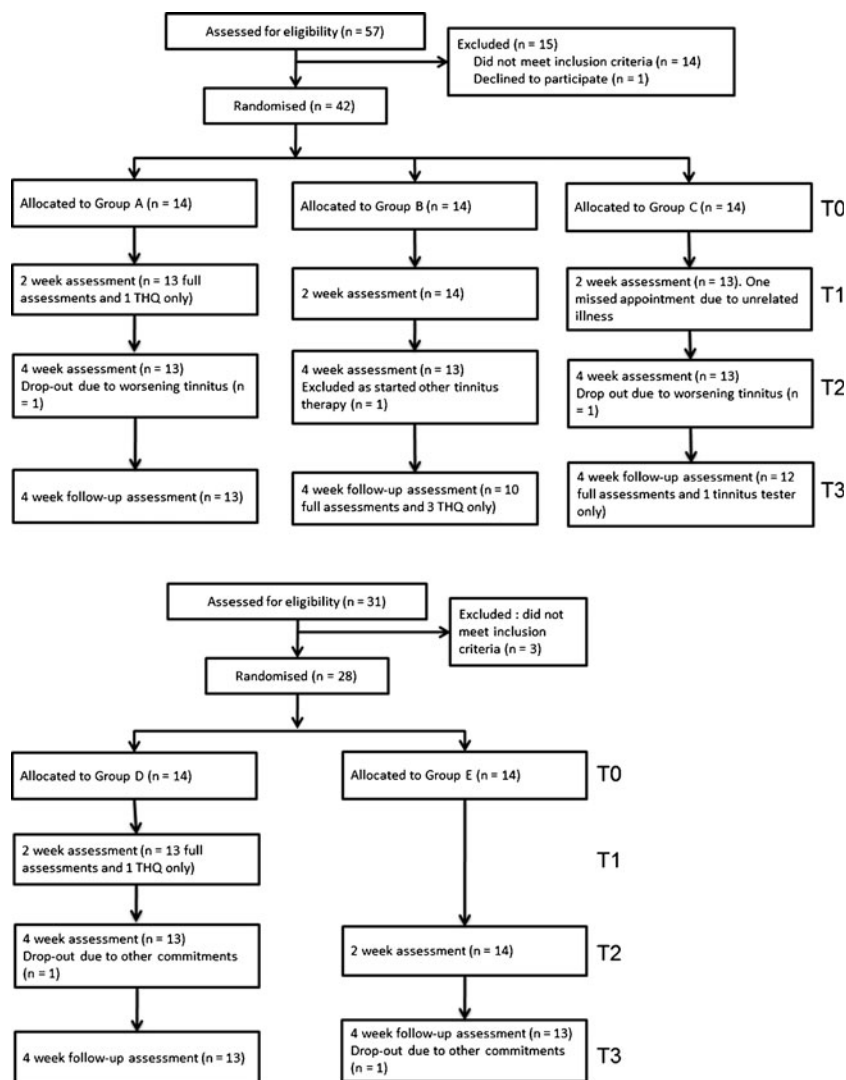 Assessed for eligibility (n = 57)
Excluded (n = 15)
Did not meet inclusion criteria (n = 14)
Declined to participate (n = 1)
Randomised (n = 42)
Allocated to Group A (n = 14)
Allocated to Group B (n = 14)
Allocated to Group C (n = 14)
T0
2 week assessment (n = 13 full
assessments and 1 THQ only)
2 week assessment (n = 14)
2 week assessment (n = 13). One
missed appointment due to unrelated
illness
T1
4 week assessment (n = 13)
Drop-out due to worsening tinnitus (n
= 1)
4 week assessment (n = 13)
Excluded as started other tinnitus
therapy (n = 1)
4 week assessment (n = 13)
Drop out due to worsening tinnitus (n
= 1)
T2
4 week follow-up assessment (n = 13)
4 week follow-up assessment (n = 10
full assessments and 3 THQ only)
4 week follow-up assessment (n = 12
full assessments and 1 tinnitus tester
only)
T3
Assessed for eligibility (n = 31)
Excluded : did not
meet inclusion
criteria (n = 3)
Randomised (n = 28)
Allocated to Group D (n = 14)
Allocated to Group E (n = 14)
T0
2 week assessment (n = 13 full
assessments and 1 THQ only)
T1
4 week assessment (n = 13)
Drop-out due to other commitments
(n = 1)
2 week assessment (n = 14)
T2
4 week follow-up assessment (n = 13)
4 week follow-up assessment (n = 13)
Drop-out due to other commitments
(n = 1)
T3